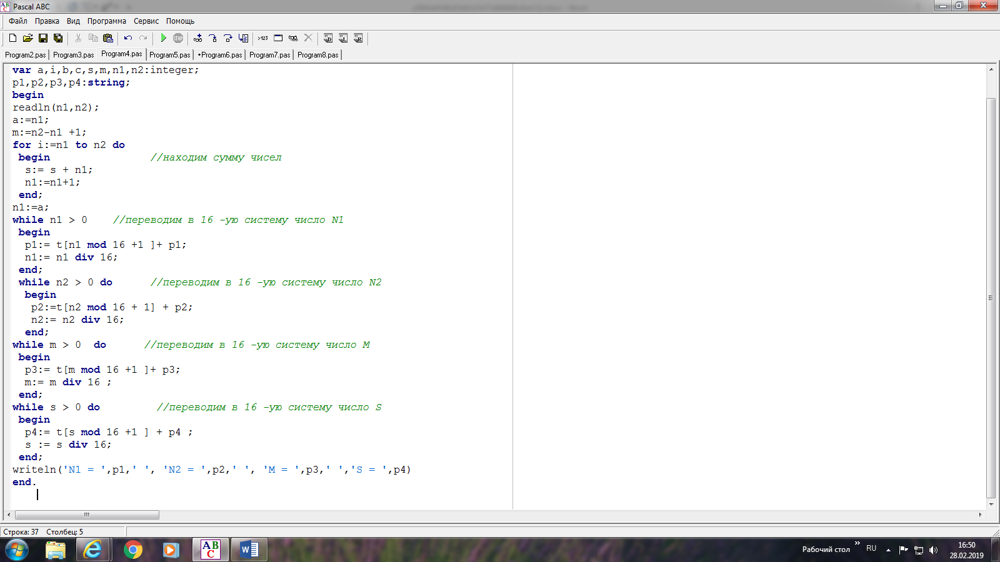 Pascal ABC
Файл Правка Вид Программа Сервис Помощь
Program2.pas Program3.pas Program4.pas Program5.pas •Program6.pas Program7.pas Program8.pas
var a,i,b,c,s,m,n1,n2:integer;
p1,p2,p3,p4:string;
begin
readln(n1,n2);
a:=n1;
m:=n2-n1 +1;
for i:=n1 to n2 do
begin //находим сумму чисел
s:= s + n1;
n1:=n1+1;
end;
n1:=a;
while n1 > 0 //переводим в 16 -ую систему число N1
begin
p1:= t[n1 mod 16 +1 ]+ p1;
n1:= n1 div 16;
end;
while n2 > 0 do //переводим в 16 -ую систему число N2
begin
p2:=t[n2 mod 16 + 1] + p2;
n2:= n2 div 16;
end;
while m > 0 do //переводим в 16 -ую систему число M
begin
p3:= t[m mod 16 +1 ]+ p3;
m:= m div 16 ;
end;
while s > 0 do //переводим в 16 -ую систему число S
begin
p4:= t[s mod 16 +1 ] + p4 ;
s := s div 16;
end;
writeln('N1 = ',p1,' ', 'N2 = ',p2,' ', 'M = ',p3,' ','S = ',p4)
end.
Строка: 37 Столбец: 5
Рабочий стол » RU 16:50
28.02.2019